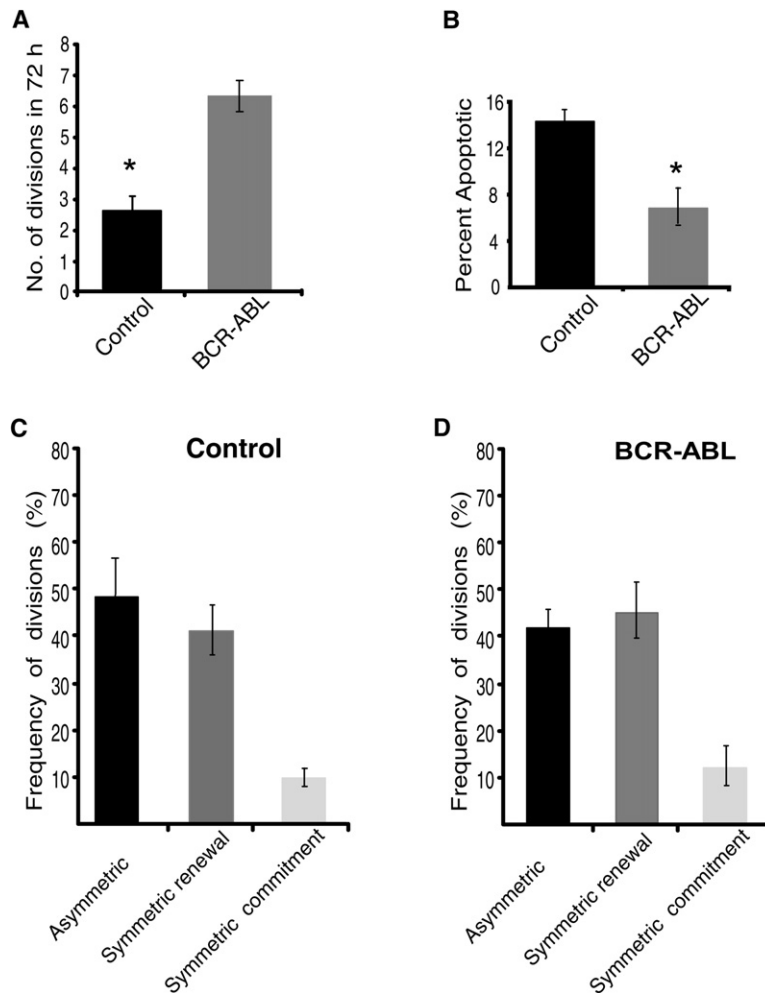 A
No. of divisions in 72 h
8
7
6
5
4
3
2
1
0
*
Control
BCR-ABL
B
Percent Apoptotic
16
12
8
4
0
*
Control
BCR-ABL
C
Control
Frequency of divisions (%)
80
70
60
50
40
30
20
10
Asymmetric
Symmetric renewal
Symmetric commitment
D
BCR-ABL
Frequency of divisions (%)
80
70
60
50
40
30
20
10
Asymmetric
Symmetric renewal
Symmetric commitment